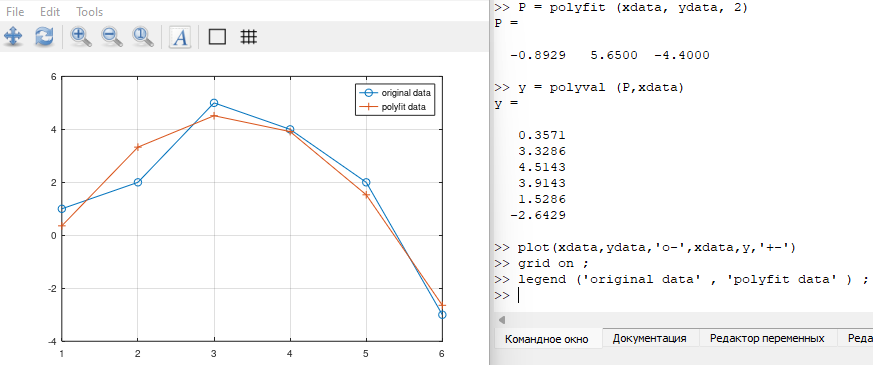 File Edit Tools
A
original data
polyfit data
6
4
2
0
-2
-4
1 2 3 4 5 6
>> P = polyfit (xdata, ydata, 2)
P =
-0.8929 5.6500 -4.4000
>> y = polyval (P,xdata)
y =
0.3571
3.3286
4.5143
3.9143
1.5286
-2.6429
>> plot(xdata,ydata,'o-',xdata,y,'+-')
>> grid on ;
>> legend ('original data' , 'polyfit data' ) ;
>>
Командное окно Документация Редактор переменных Реда